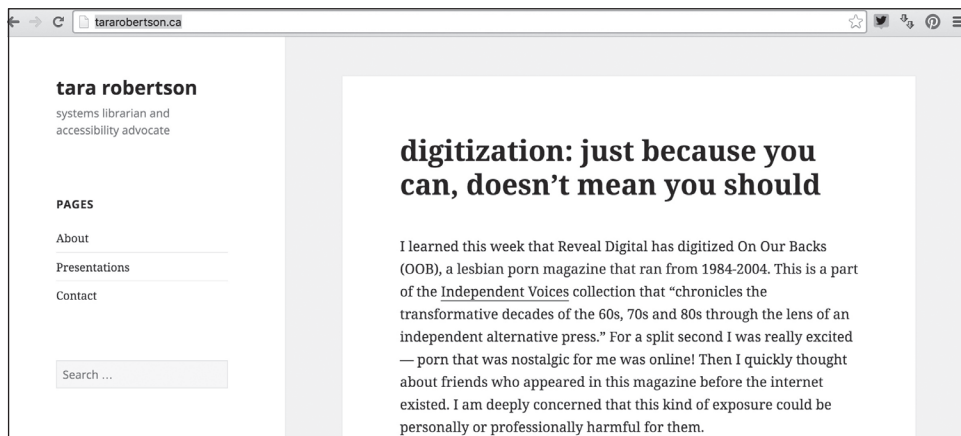 tararobertson.ca
tara robertson
systems librarian and
accessibility advocate
PAGES
About
Presentations
Contact
Search …
digitization: just because you
can, doesn’t mean you should
I learned this week that Reveal Digital has digitized On Our Backs
(OOB), a lesbian porn magazine that ran from 1984-2004. This is a part
of the Independent Voices collection that “chronicles the
transformative decades of the 60s, 70s and 80s through the lens of an
independent alternative press.” For a split second I was really excited
— porn that was nostalgic for me was online! Then I quickly thought
about friends who appeared in this magazine before the internet
existed. I am deeply concerned that this kind of exposure could be
personally or professionally harmful for them.